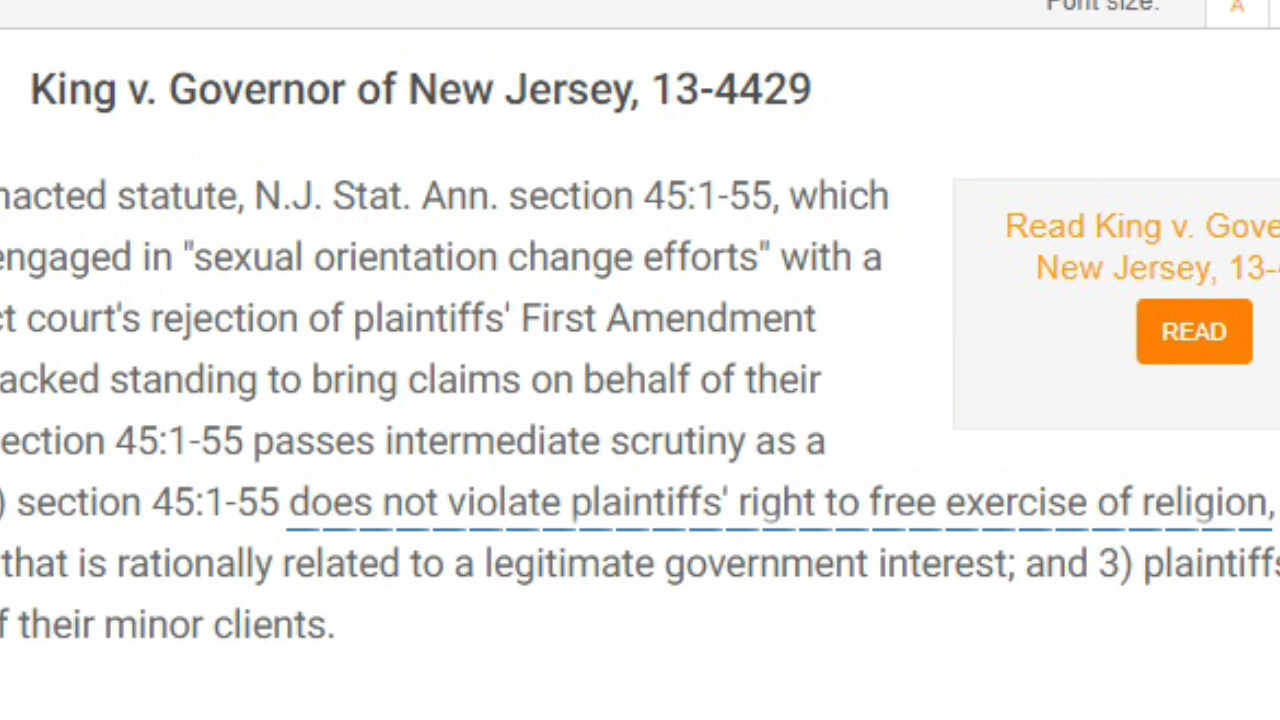 Font size:
A
King v. Governor of New Jersey, 13-4429
nacted statute, N.J. Stat. Ann. section 45:1-55, which
engaged in "sexual orientation change efforts" with a
ct court's rejection of plaintiffs' First Amendment
acked standing to bring claims on behalf of their
ection 45:1-55 passes intermediate scrutiny as a
) section 45:1-55 does not violate plaintiffs' right to free exercise of religion,
that is rationally related to a legitimate government interest; and 3) plaintiffs
f their minor clients.
Read King v. Gove
New Jersey, 13-
READ